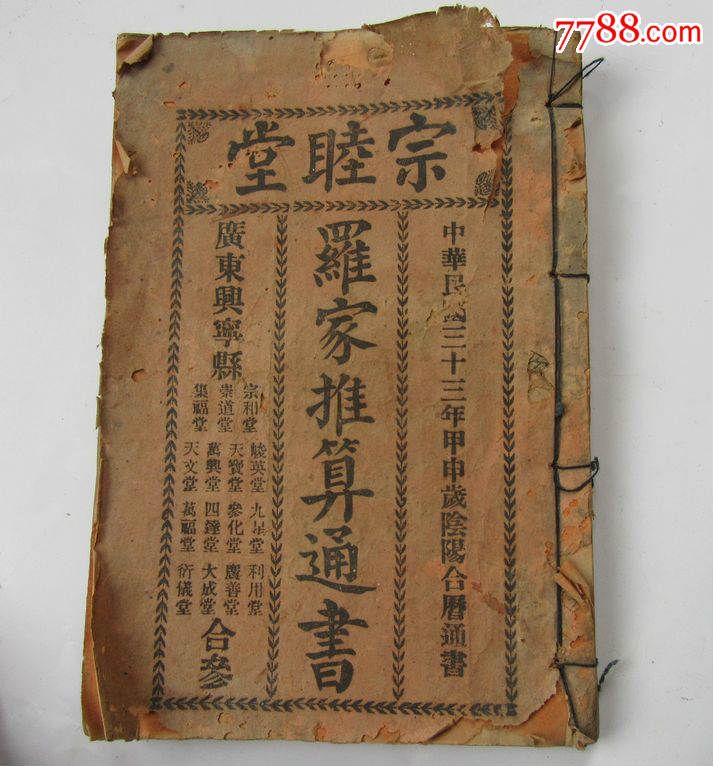 7788.com
宗睦堂
中華民國三十三年甲申歲陰陽合曆通書
羅家推算通書
廣東興寧縣
宗和堂
崇道堂
集福堂
駿英堂 九星堂 利用堂
天寶堂 參化堂 慶善堂
萬興堂 四達堂 大成堂
天文堂 萬福堂 衍儀堂
合參